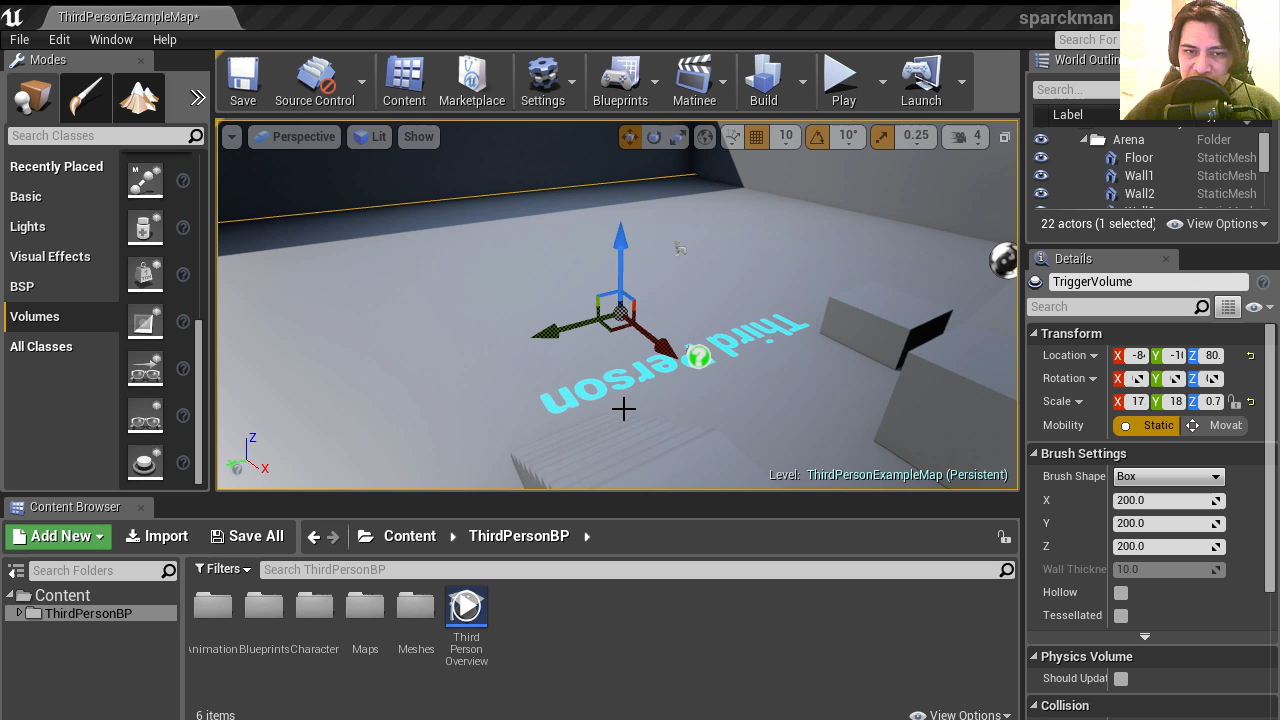 ThirdPersonExampleMap*
sparckman
File Edit Window Help
Search For
Modes
World Outlin
Save
Source Control
Content
Marketplace
Settings
Blueprints
Matinee
Build
Play
Launch
Search...
Label
Search Classes
Perspective
Lit
Show
10
10°
0.25
4
Recently Placed
Basic
Lights
Visual Effects
BSP
Volumes
All Classes
Arena Folder
Floor StaticMesh
Wall1 StaticMesh
Wall2 StaticMesh
22 actors (1 selected)
View Options
Details
TriggerVolume
Search
Transform
Location X -8 Y -1 Z 80.
Rotation X Y Z
Scale X 17 Y 18 Z 0.7
Mobility Static Movat
Brush Settings
Brush Shape Box
X 200.0
Y 200.0
Z 200.0
Wall Thickne 10.0
Hollow
Tessellated
Physics Volume
Should Updat
Collision
Third Person
Z
X
Level: ThirdPersonExampleMap (Persistent)
Content Browser
Add New
Import
Save All
Content
ThirdPersonBP
Search Folders
Filters
Search ThirdPersonBP
Content
ThirdPersonBP
Animation
Blueprints
Character
Maps
Meshes
Third
Person
Overview
6 items
View Options